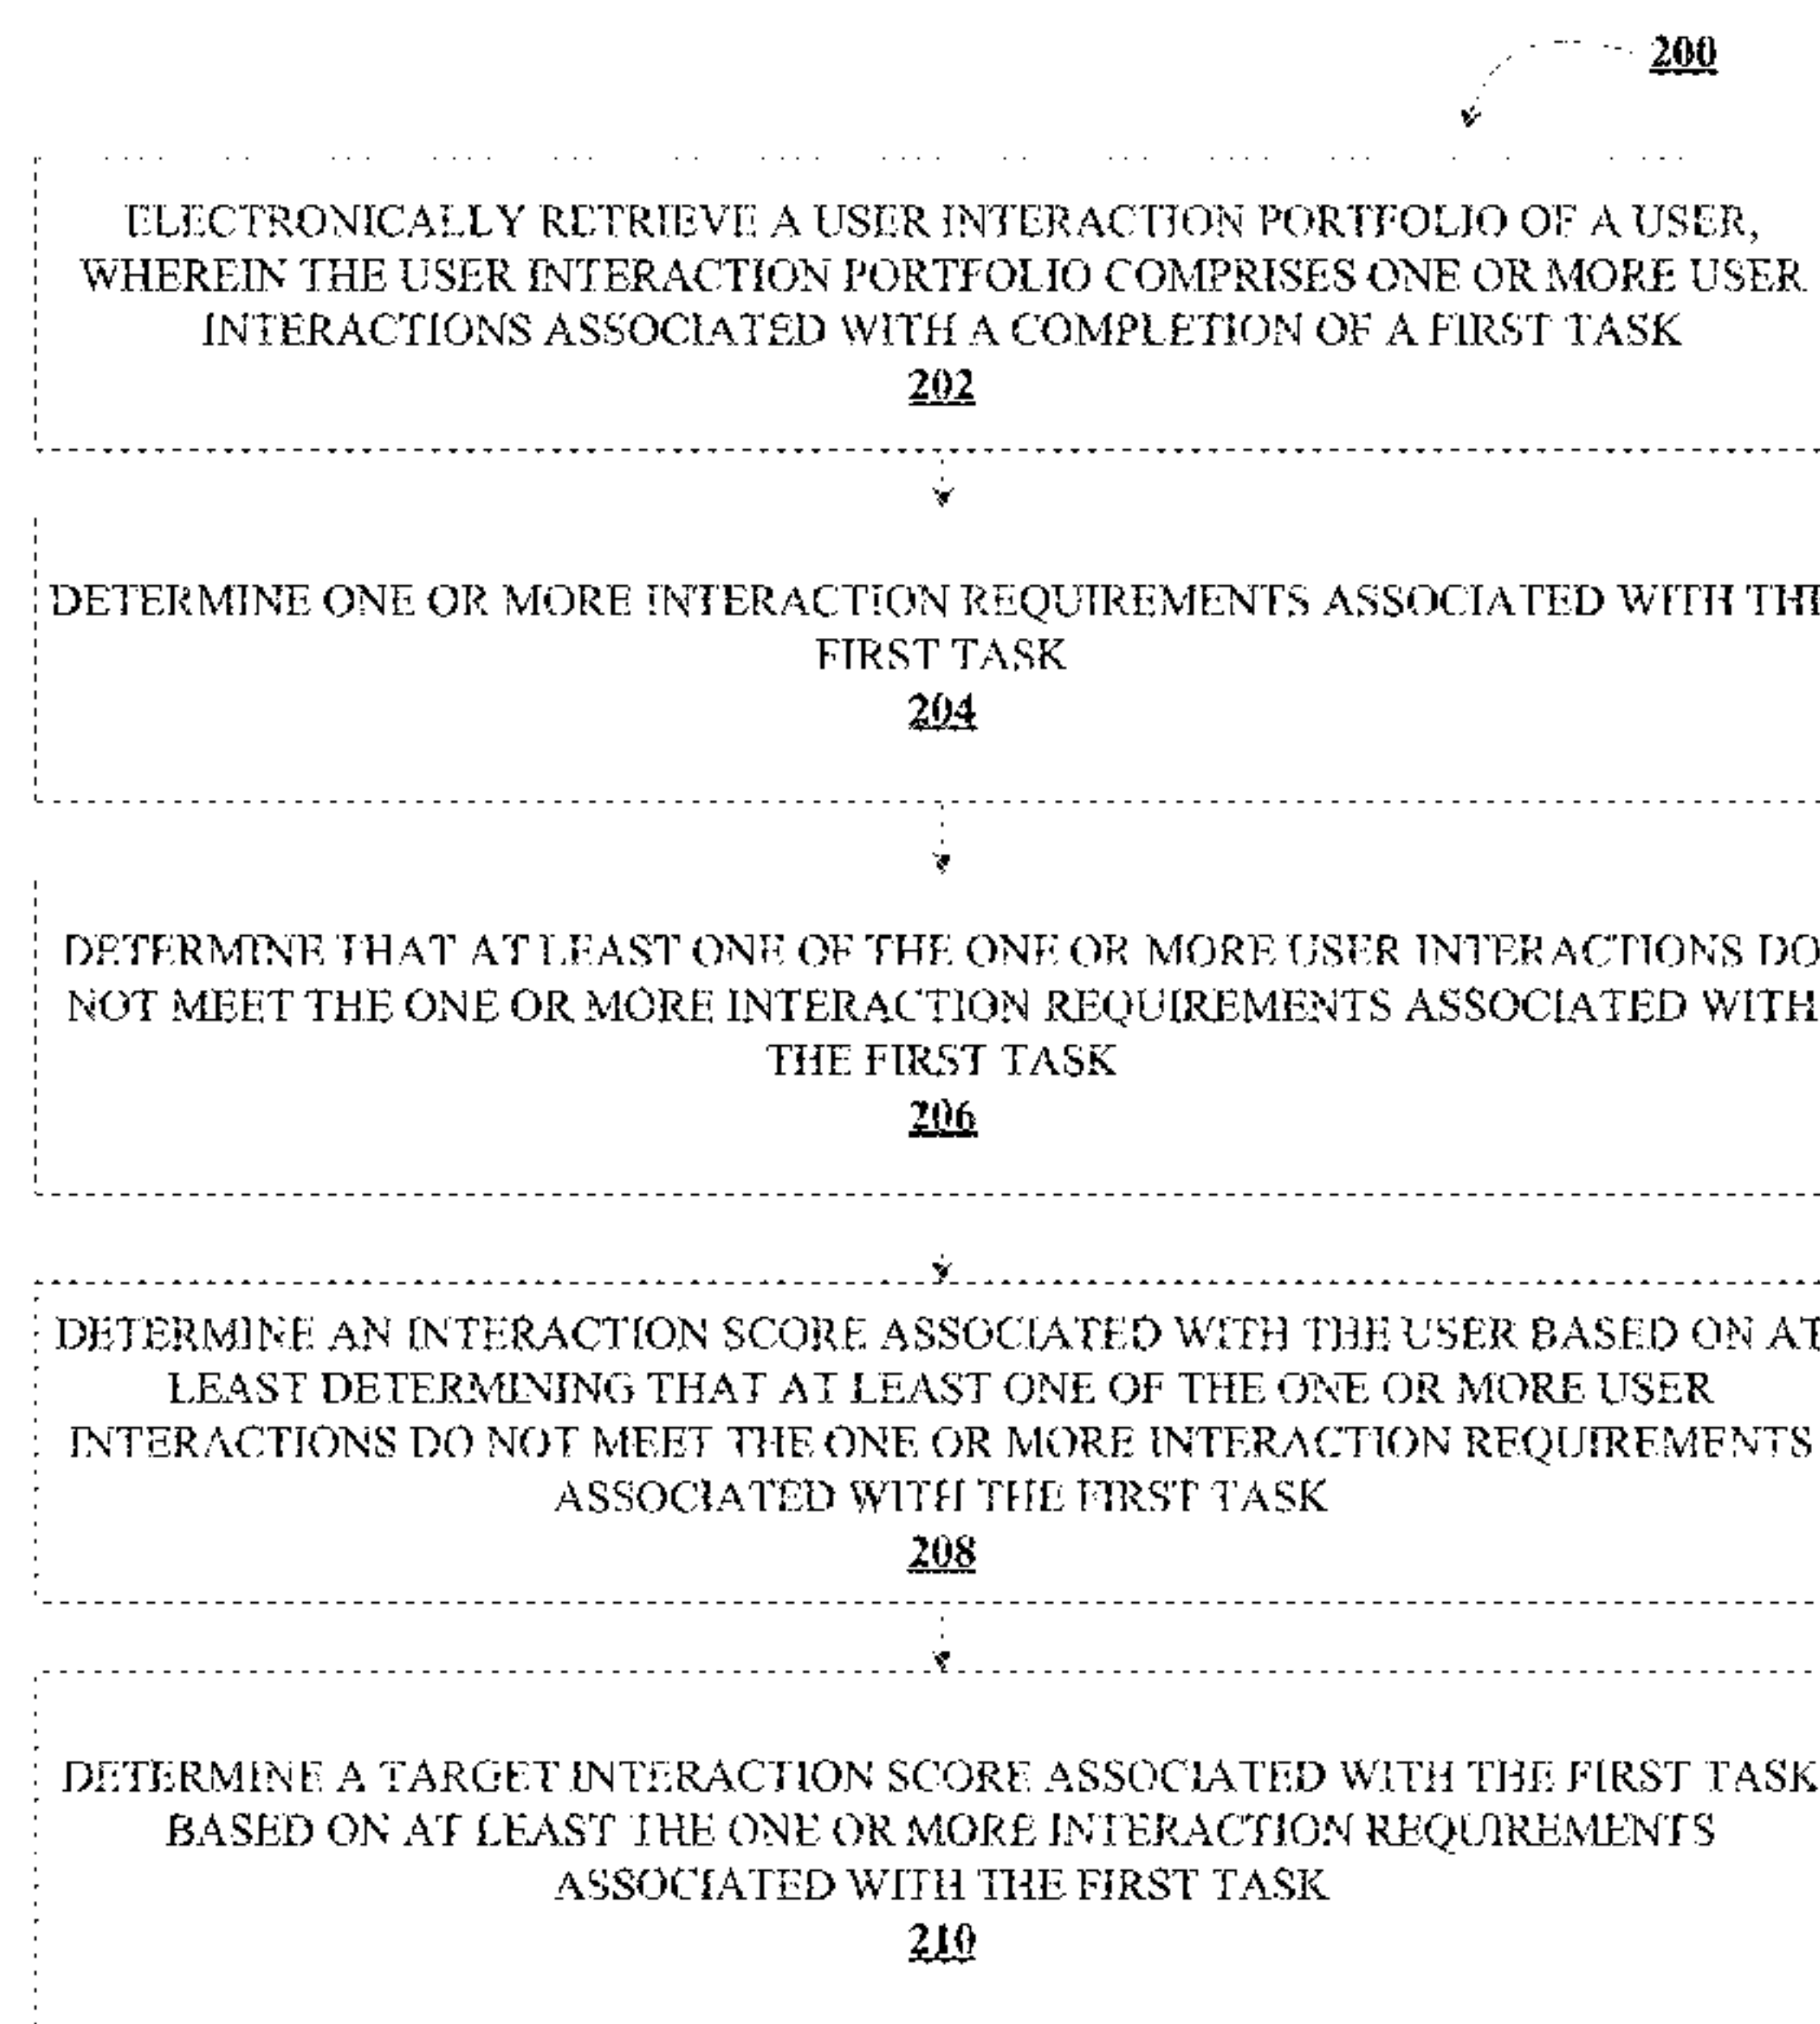 200
ELECTRONICALLY RETRIEVE A USER INTERACTION PORTFOLIO OF A USER,
WHEREIN THE USER INTERACTION PORTFOLIO COMPRISES ONE OR MORE USER
INTERACTIONS ASSOCIATED WITH A COMPLETION OF A FIRST TASK
202
DETERMINE ONE OR MORE INTERACTION REQUIREMENTS ASSOCIATED WITH THE
FIRST TASK
204
DETERMINE THAT AT LEAST ONE OF THE ONE OR MORE USER INTERACTIONS DO
NOT MEET THE ONE OR MORE INTERACTION REQUIREMENTS ASSOCIATED WITH
THE FIRST TASK
206
DETERMINE AN INTERACTION SCORE ASSOCIATED WITH THE USER BASED ON AT
LEAST DETERMINING THAT AT LEAST ONE OF THE ONE OR MORE USER
INTERACTIONS DO NOT MEET THE ONE OR MORE INTERACTION REQUIREMENTS
ASSOCIATED WITH THE FIRST TASK
208
DETERMINE A TARGET INTERACTION SCORE ASSOCIATED WITH THE FIRST TASK
BASED ON AT LEAST THE ONE OR MORE INTERACTION REQUIREMENTS
ASSOCIATED WITH THE FIRST TASK
210